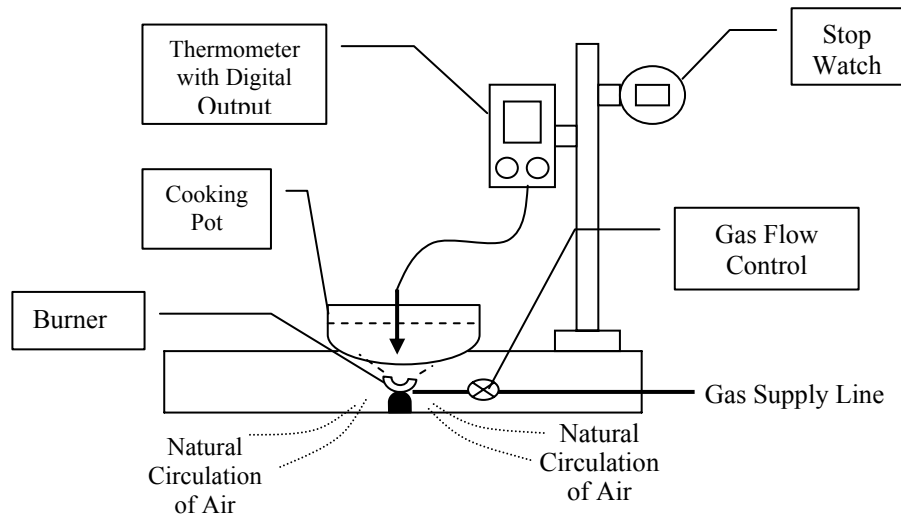 Thermometer
with Digital
Output
Stop
Watch
Cooking
Pot
Gas Flow
Control
Burner
Gas Supply Line
Natural
Circulation
of Air
Natural
Circulation
of Air